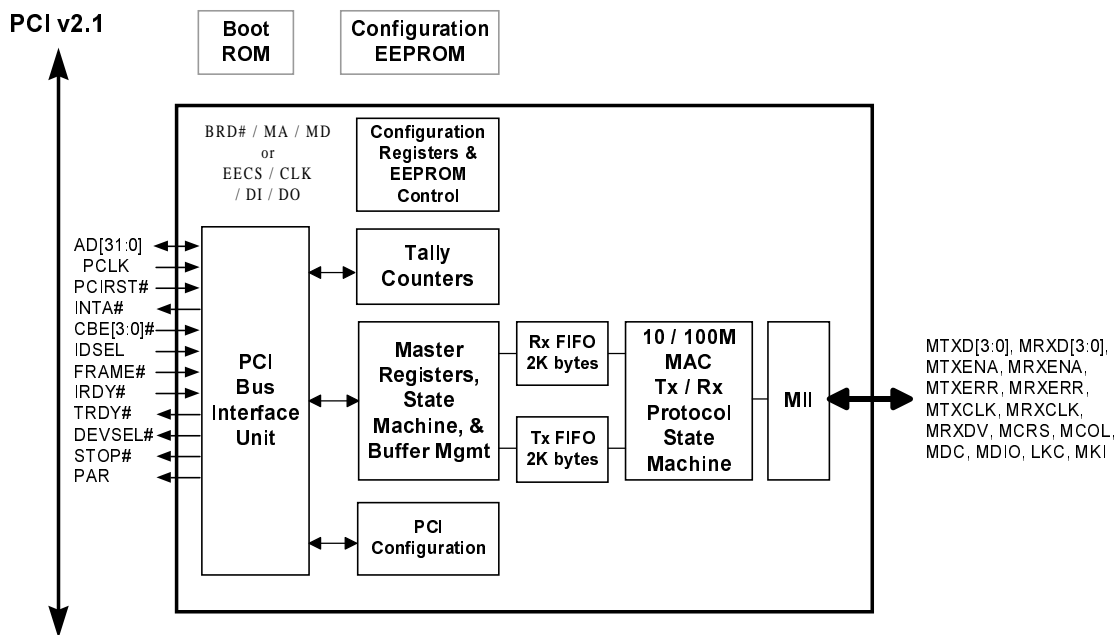 PCI v2.1
Boot
ROM
Configuration
EEPROM
BRD# / MA / MD
or
EECS / CLK
/ DI / DO
Configuration
Registers &
EEPROM
Control
AD[31:0]
PCLK
PCIRST#
INTA#
CBE[3:0]#
IDSEL
FRAME#
IRDY#
TRDY#
DEVSEL#
STOP#
PAR
PCI
Bus
Interface
Unit
Tally
Counters
Master
Registers,
State
Machine, &
Buffer Mgmt
PCI
Configuration
Rx FIFO
2K bytes
Tx FIFO
2K bytes
10 / 100M
MAC
Tx / Rx
Protocol
State
Machine
MII
MTXD[3:0], MRXD[3:0],
MTXENA, MRXENA,
MTXERR, MRXERR,
MTXCLK, MRXCLK,
MRXDV, MCRS, MCOL,
MDC, MDIO, LKC, MKI